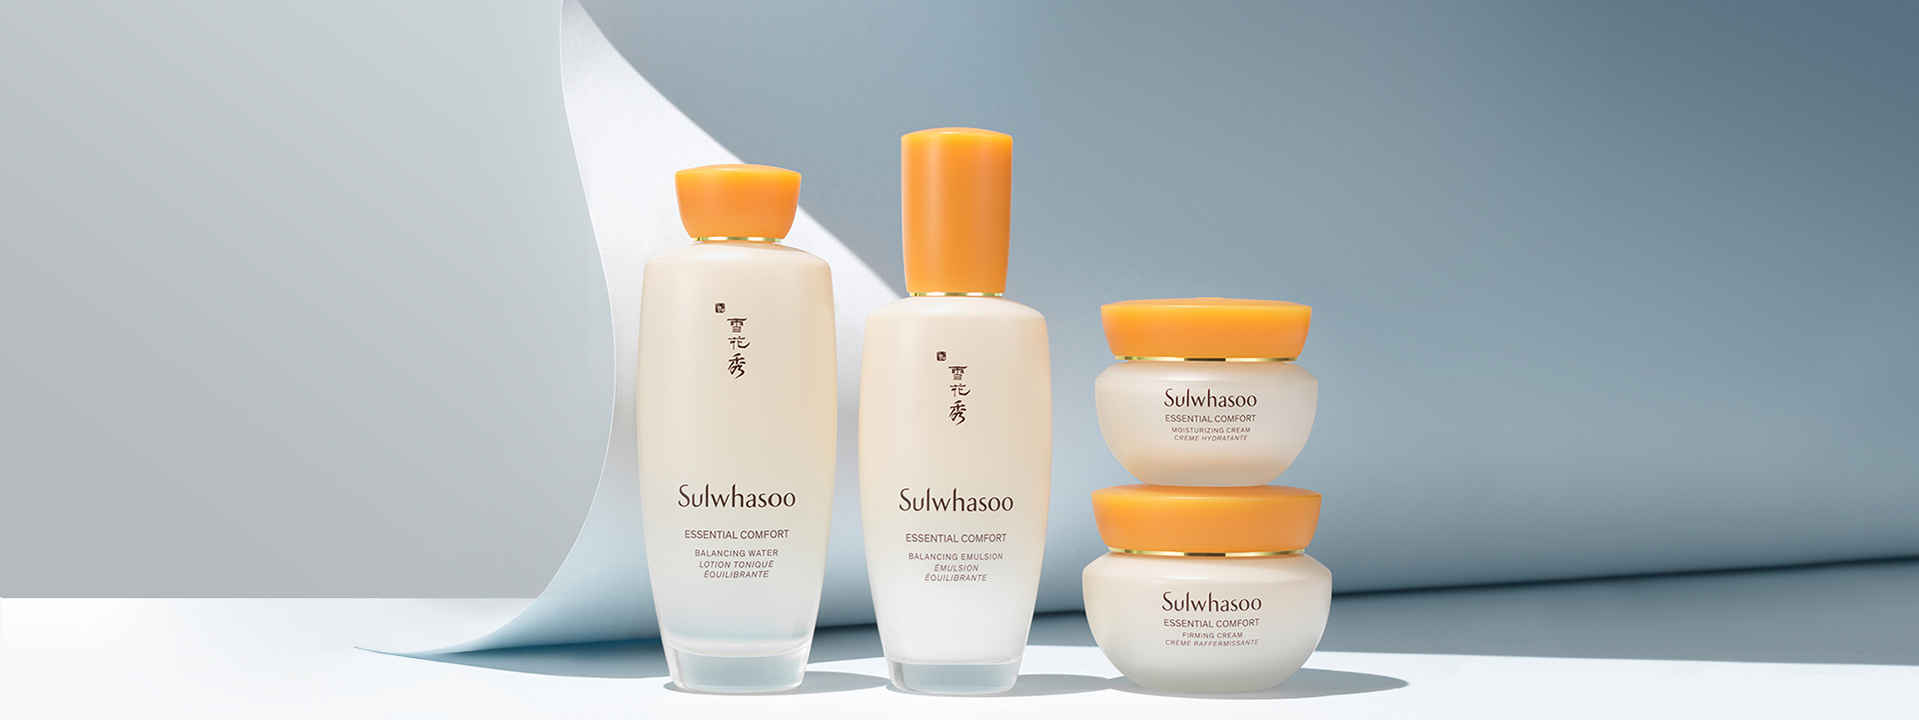 雪花秀
Sulwhasoo
ESSENTIAL COMFORT
BALANCING WATER
LOTION TONIQUE
ÉQUILIBRANTE
雪花秀
Sulwhasoo
ESSENTIAL COMFORT
BALANCING EMULSION
ÉMULSION
ÉQUILIBRANTE
Sulwhasoo
ESSENTIAL COMFORT
MOISTURIZING CREAM
CRÈME HYDRATANTE
Sulwhasoo
ESSENTIAL COMFORT
FIRMING CREAM
CRÈME RAFFERMISSANTE